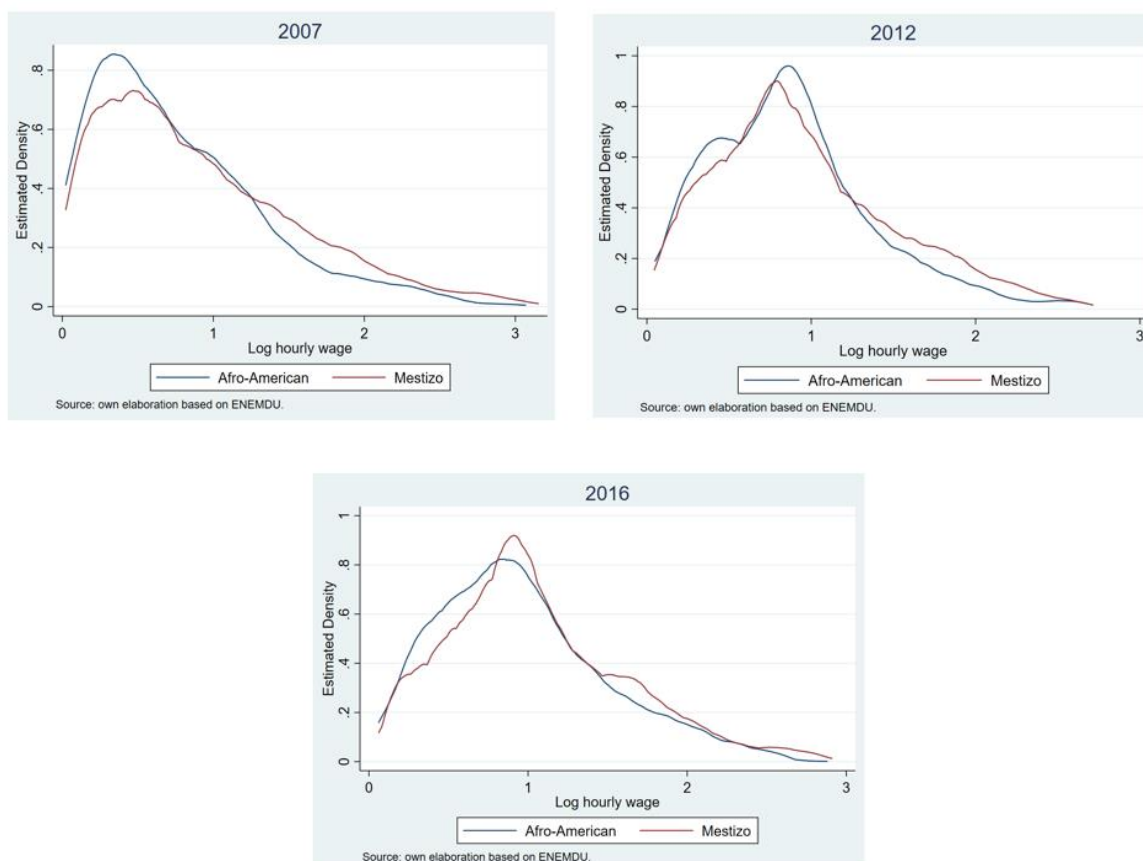 2007
Estimated Density
0 .2 .4 .6 .8
0 1 2 3
Log hourly wage
Afro-American Mestizo
Source: own elaboration based on ENEMDU.
2012
Estimated Density
0 .2 .4 .6 .8 1
0 1 2 3
Log hourly wage
Afro-American Mestizo
Source: own elaboration based on ENEMDU.
2016
Estimated Density
0 .2 .4 .6 .8 1
0 1 2 3
Log hourly wage
Afro-American Mestizo
Source: own elaboration based on ENEMDU.